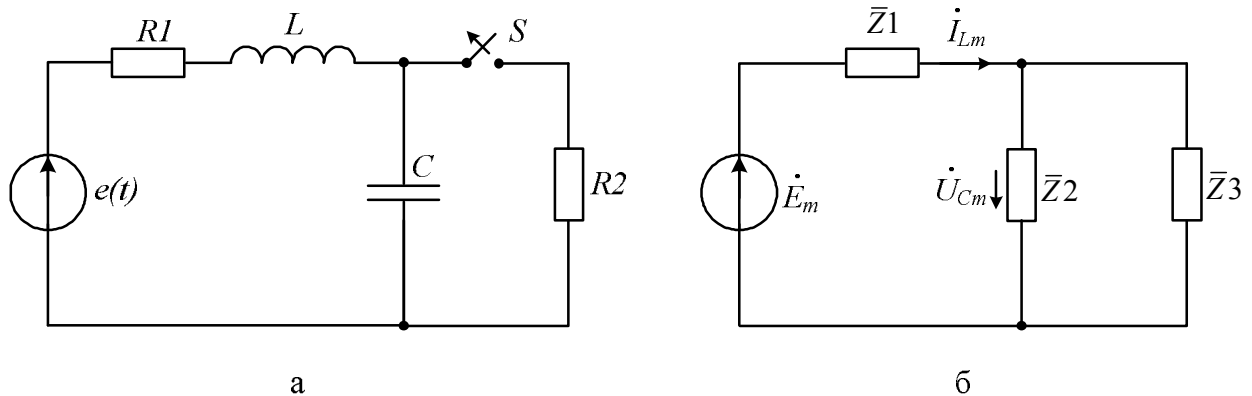 R1
L
S
e(t)
C
R2
а
Z̅1
İLm
Ėm
U̇Cm
Z̅2
Z̅3
б